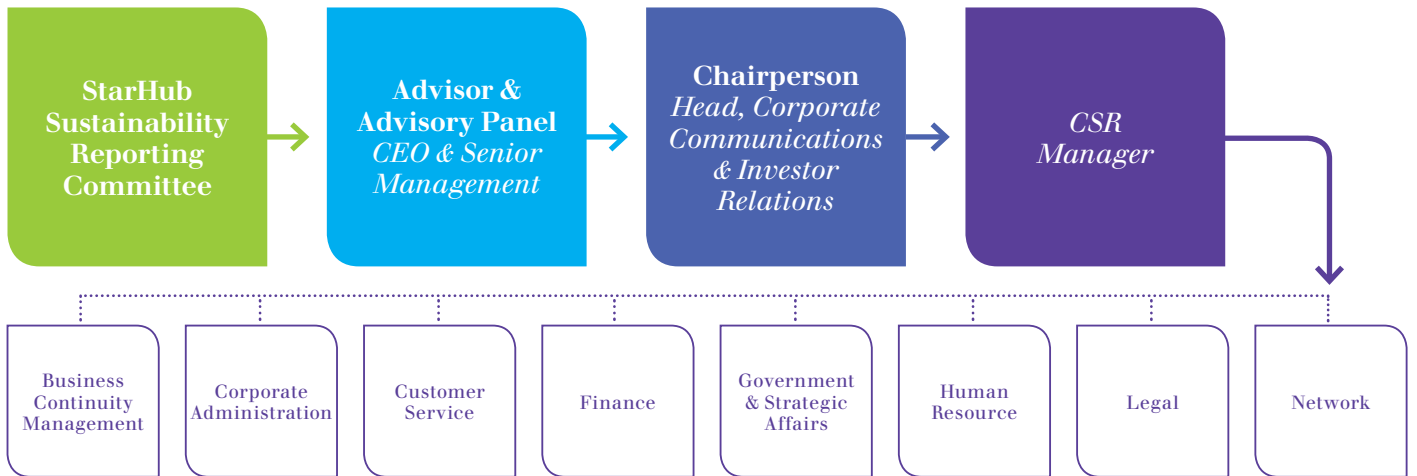 StarHub
Sustainability
Reporting
Committee
Advisor &
Advisory Panel
CEO & Senior
Management
Chairperson
Head, Corporate
Communications
& Investor
Relations
CSR
Manager
Business
Continuity
Management
Corporate
Administration
Customer
Service
Finance
Government
& Strategic
Affairs
Human
Resource
Legal
Network